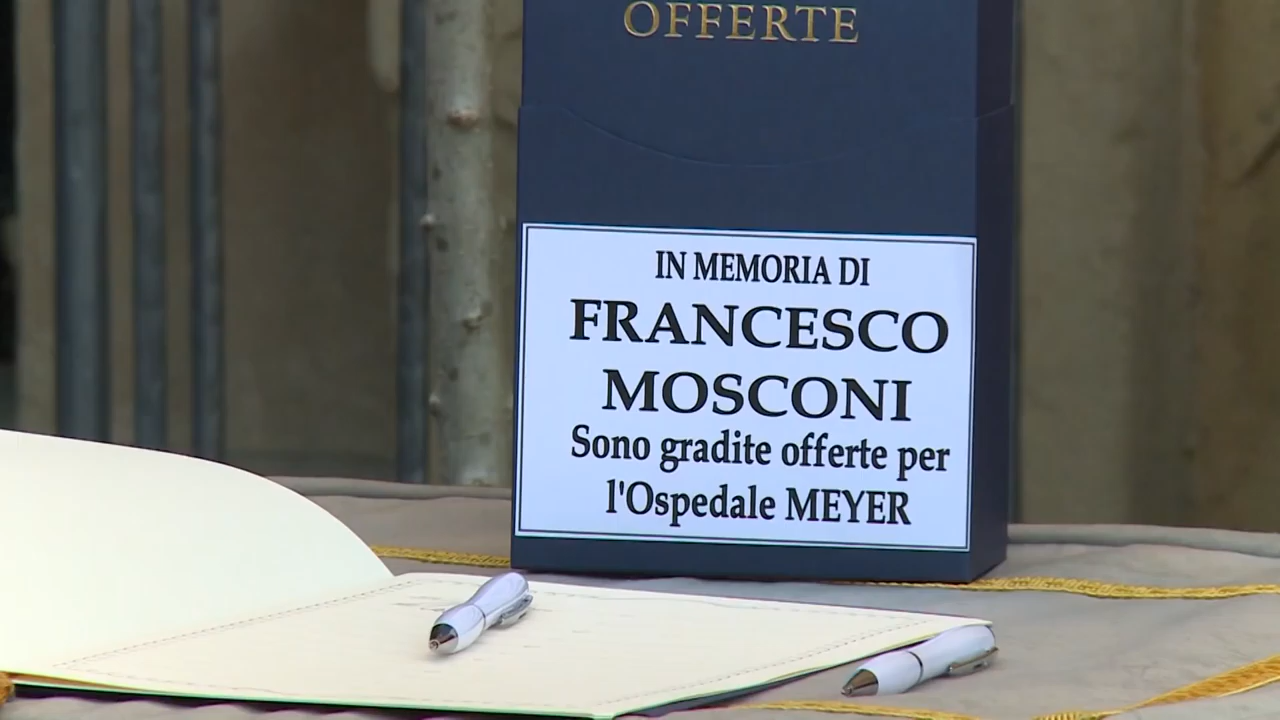 OFFERTE
IN MEMORIA DI
FRANCESCO
MOSCONI
Sono gradite offerte per
l'Ospedale MEYER